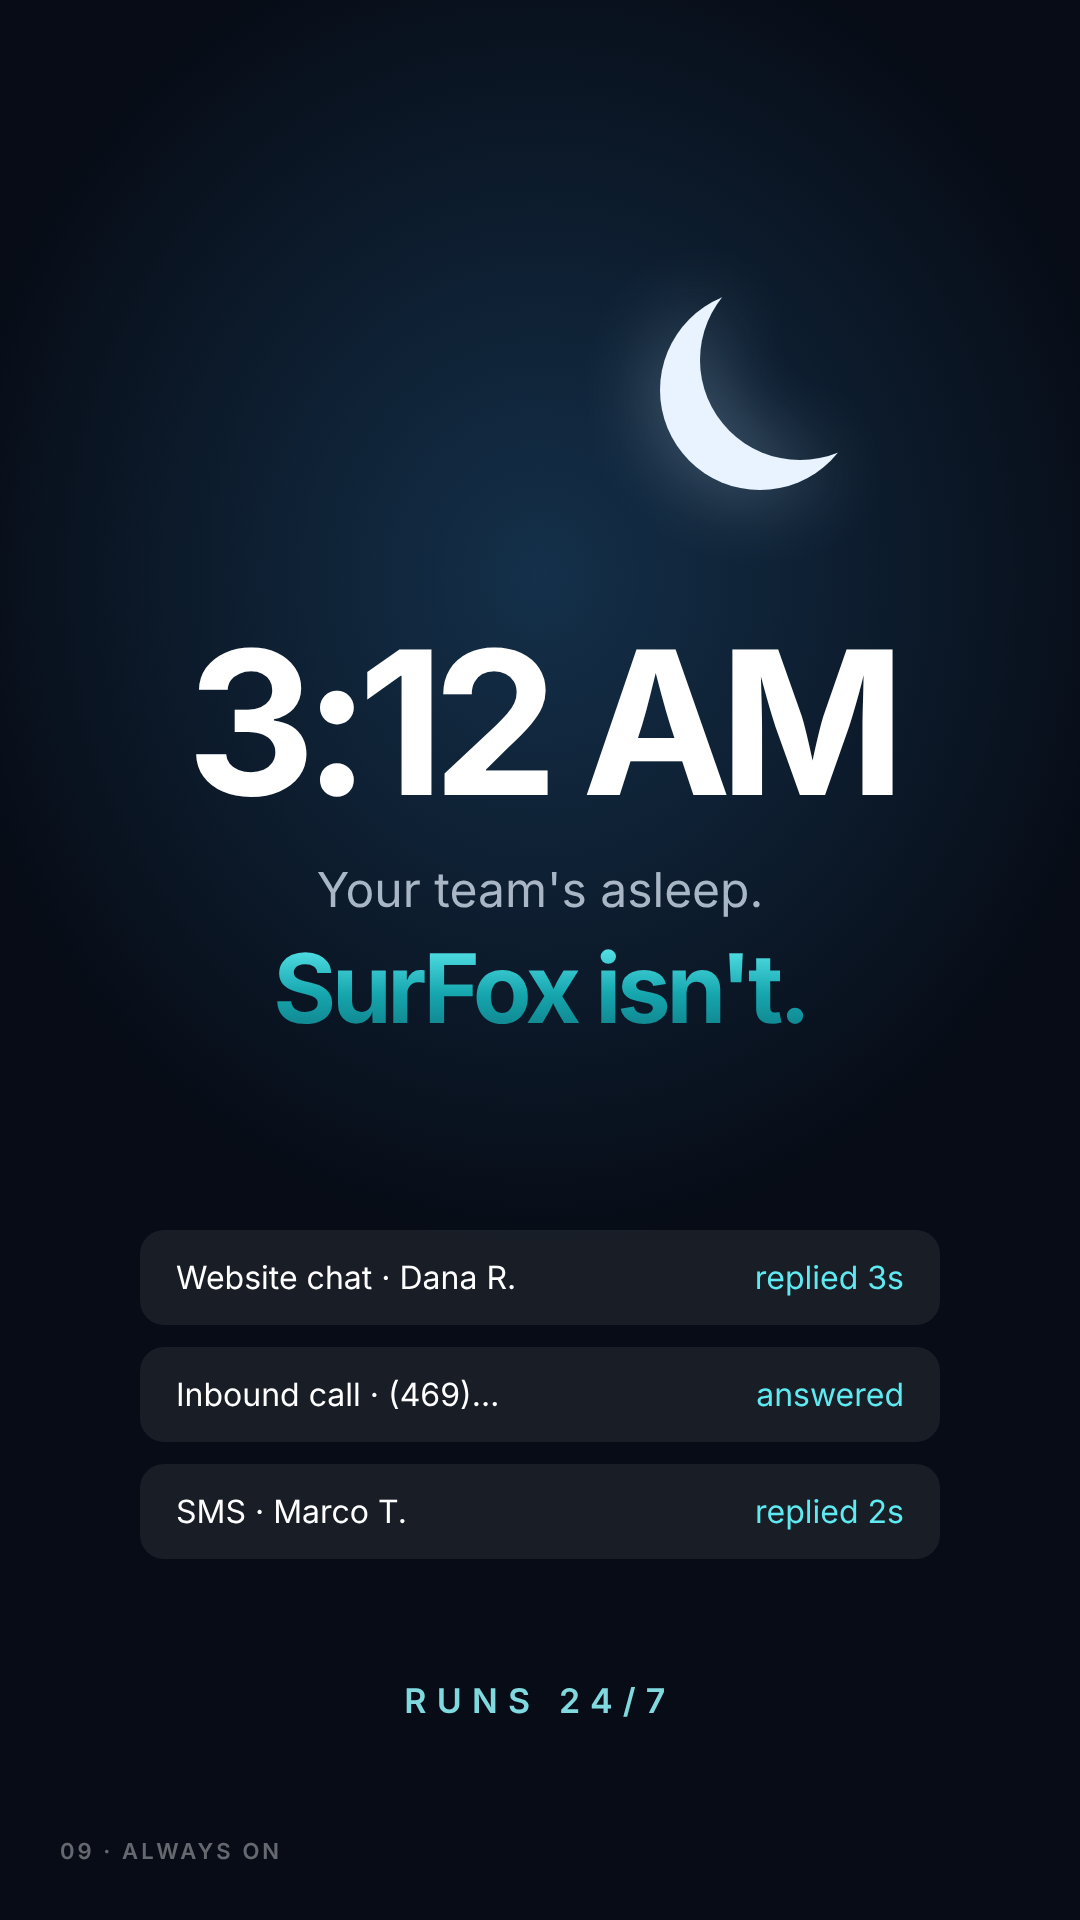 3:12 AM
Your team's asleep.
SurFox isn't.
Website chat · Dana R. replied 3s
Inbound call · (469)... answered
SMS · Marco T. replied 2s
RUNS 24/7
09 · ALWAYS ON